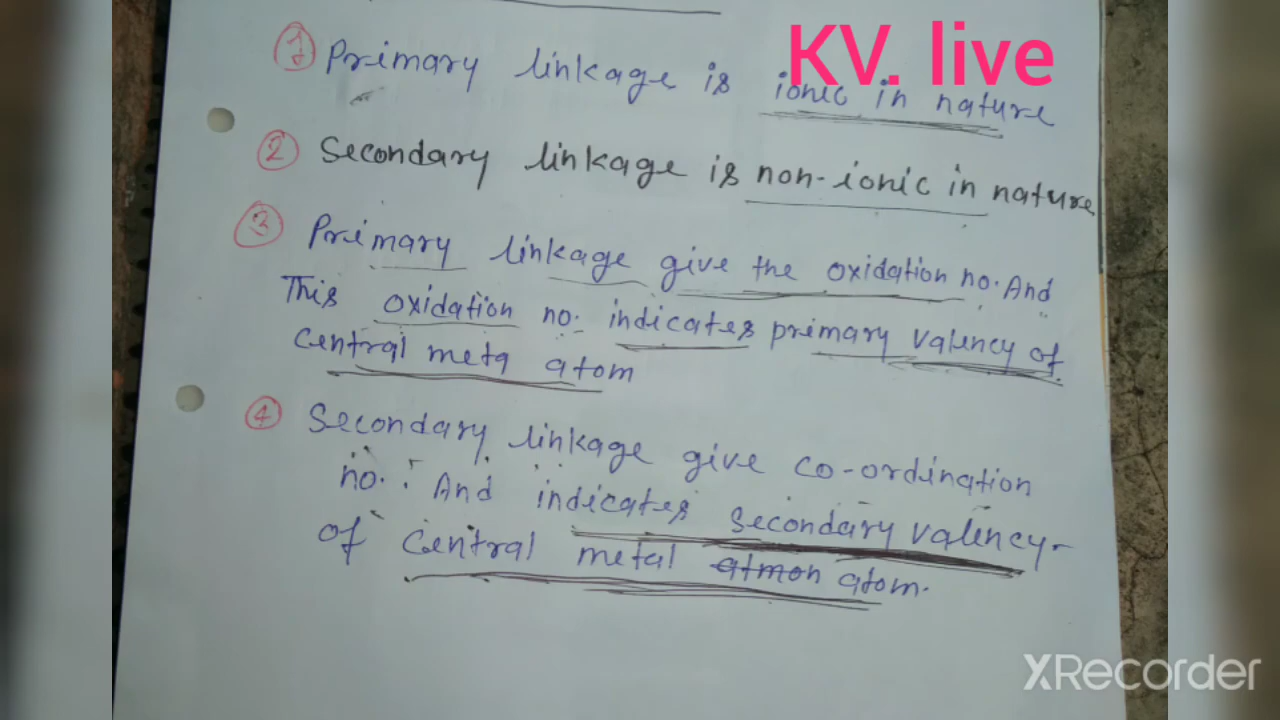 KV. live
1 Primary linkage is ionic in nature
2 Secondary linkage is non-ionic in nature
3 Primary linkage give the oxidation no. And
This oxidation no. indicates primary valency of
central meta atom
4 Secondary linkage give co-ordination
no. And indicates secondary valency-
of central metal atmon atom.
XRecorder